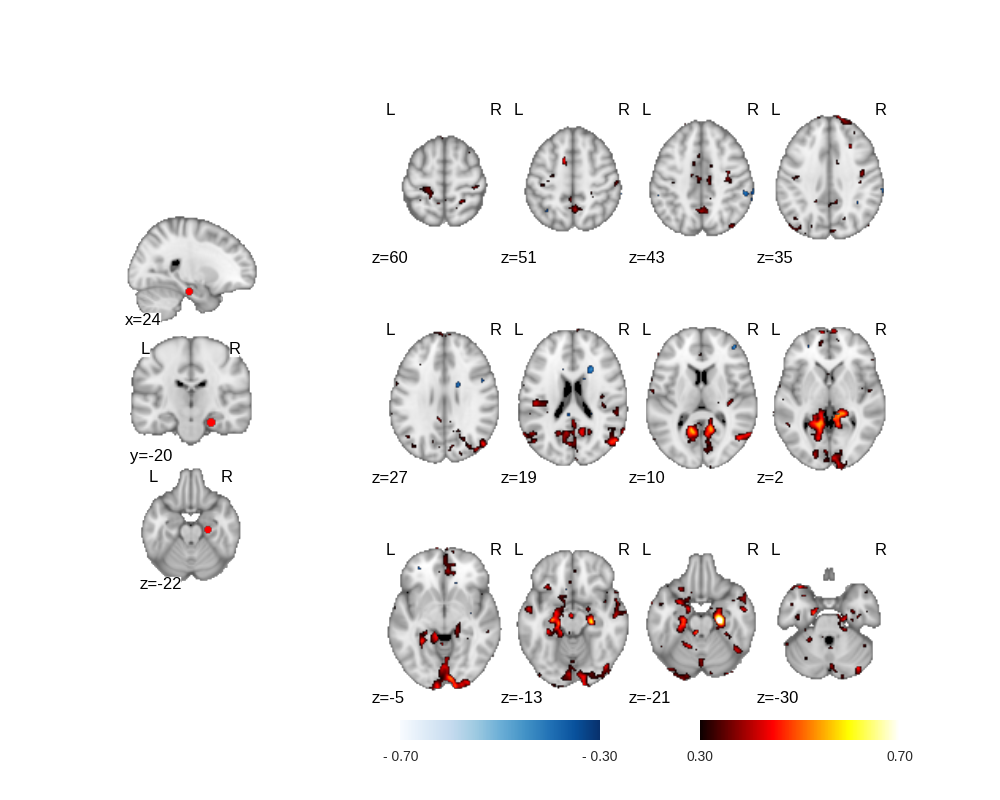 L R L R L R L R
z=60 z=51 z=43 z=35
x=24
L R
y=-20
L R
z=-22
L R L R L R L R
z=27 z=19 z=10 z=2
L R L R L R L R
z=-5 z=-13 z=-21 z=-30
- 0.70 - 0.30 0.30 0.70